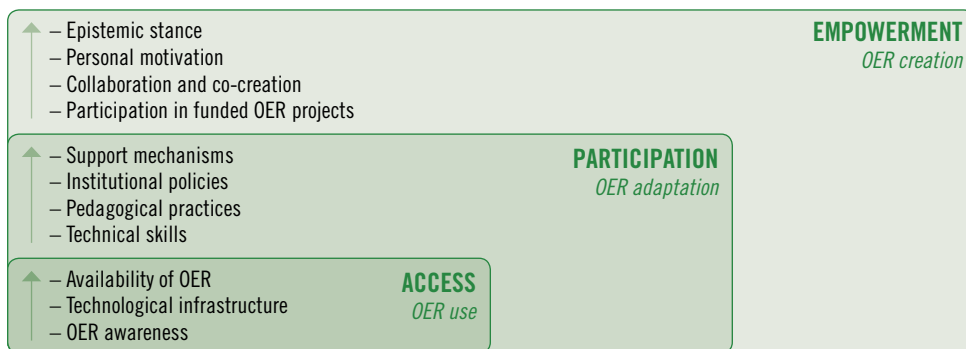 – Epistemic stance
– Personal motivation
– Collaboration and co-creation
– Participation in funded OER projects
EMPOWERMENT
OER creation
– Support mechanisms
– Institutional policies
– Pedagogical practices
– Technical skills
PARTICIPATION
OER adaptation
– Availability of OER
– Technological infrastructure
– OER awareness
ACCESS
OER use